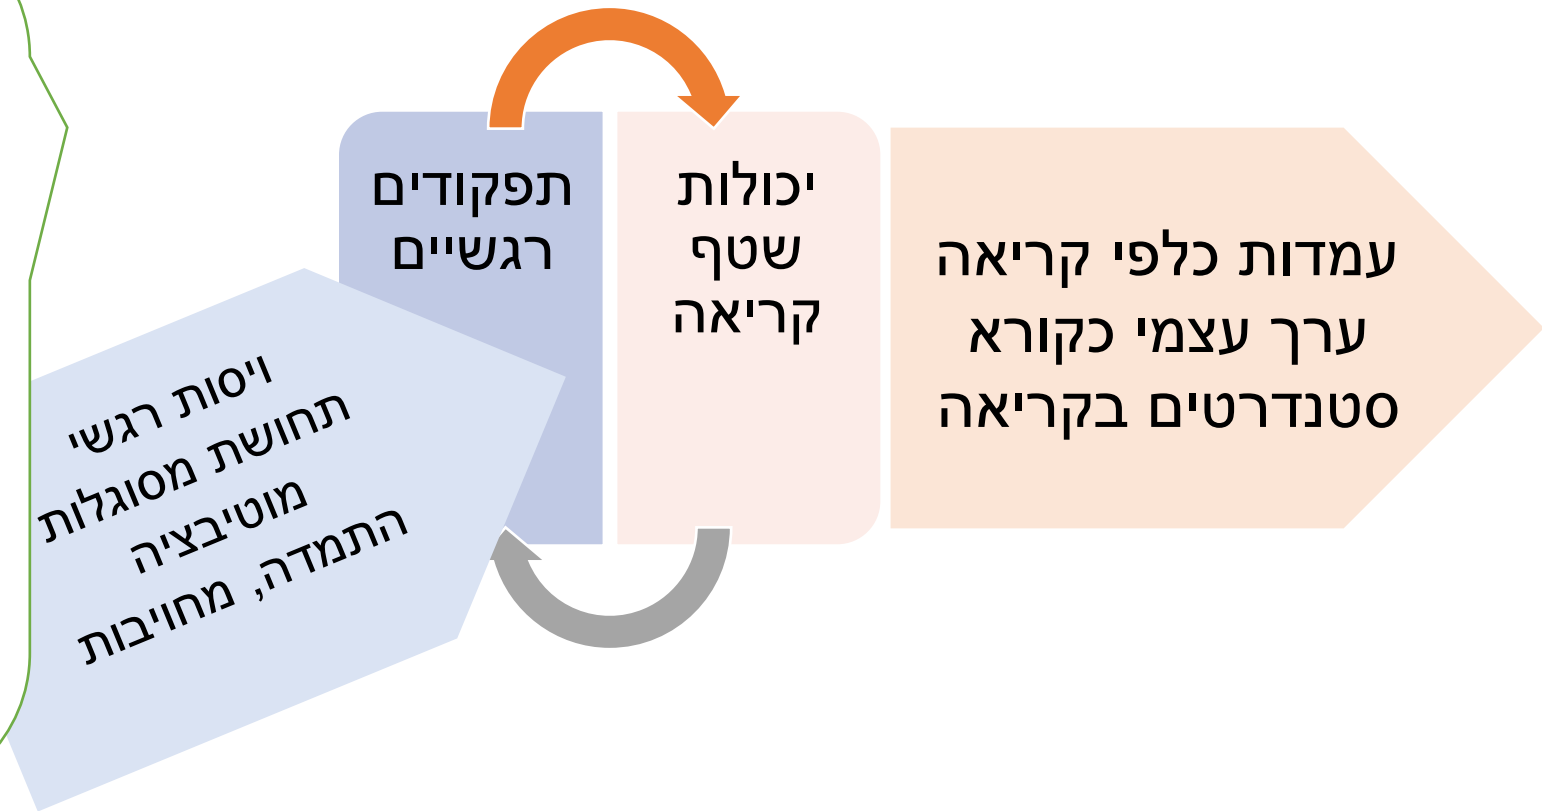 תפקודים
רגשיים
יכולות
שטף
קריאה
עמדות כלפי קריאה
ערך עצמי כקורא
סטנדרטים בקריאה
ויסות רגשי
תחושת מסוגלות
מוטיבציה
התמדה, מחויבות